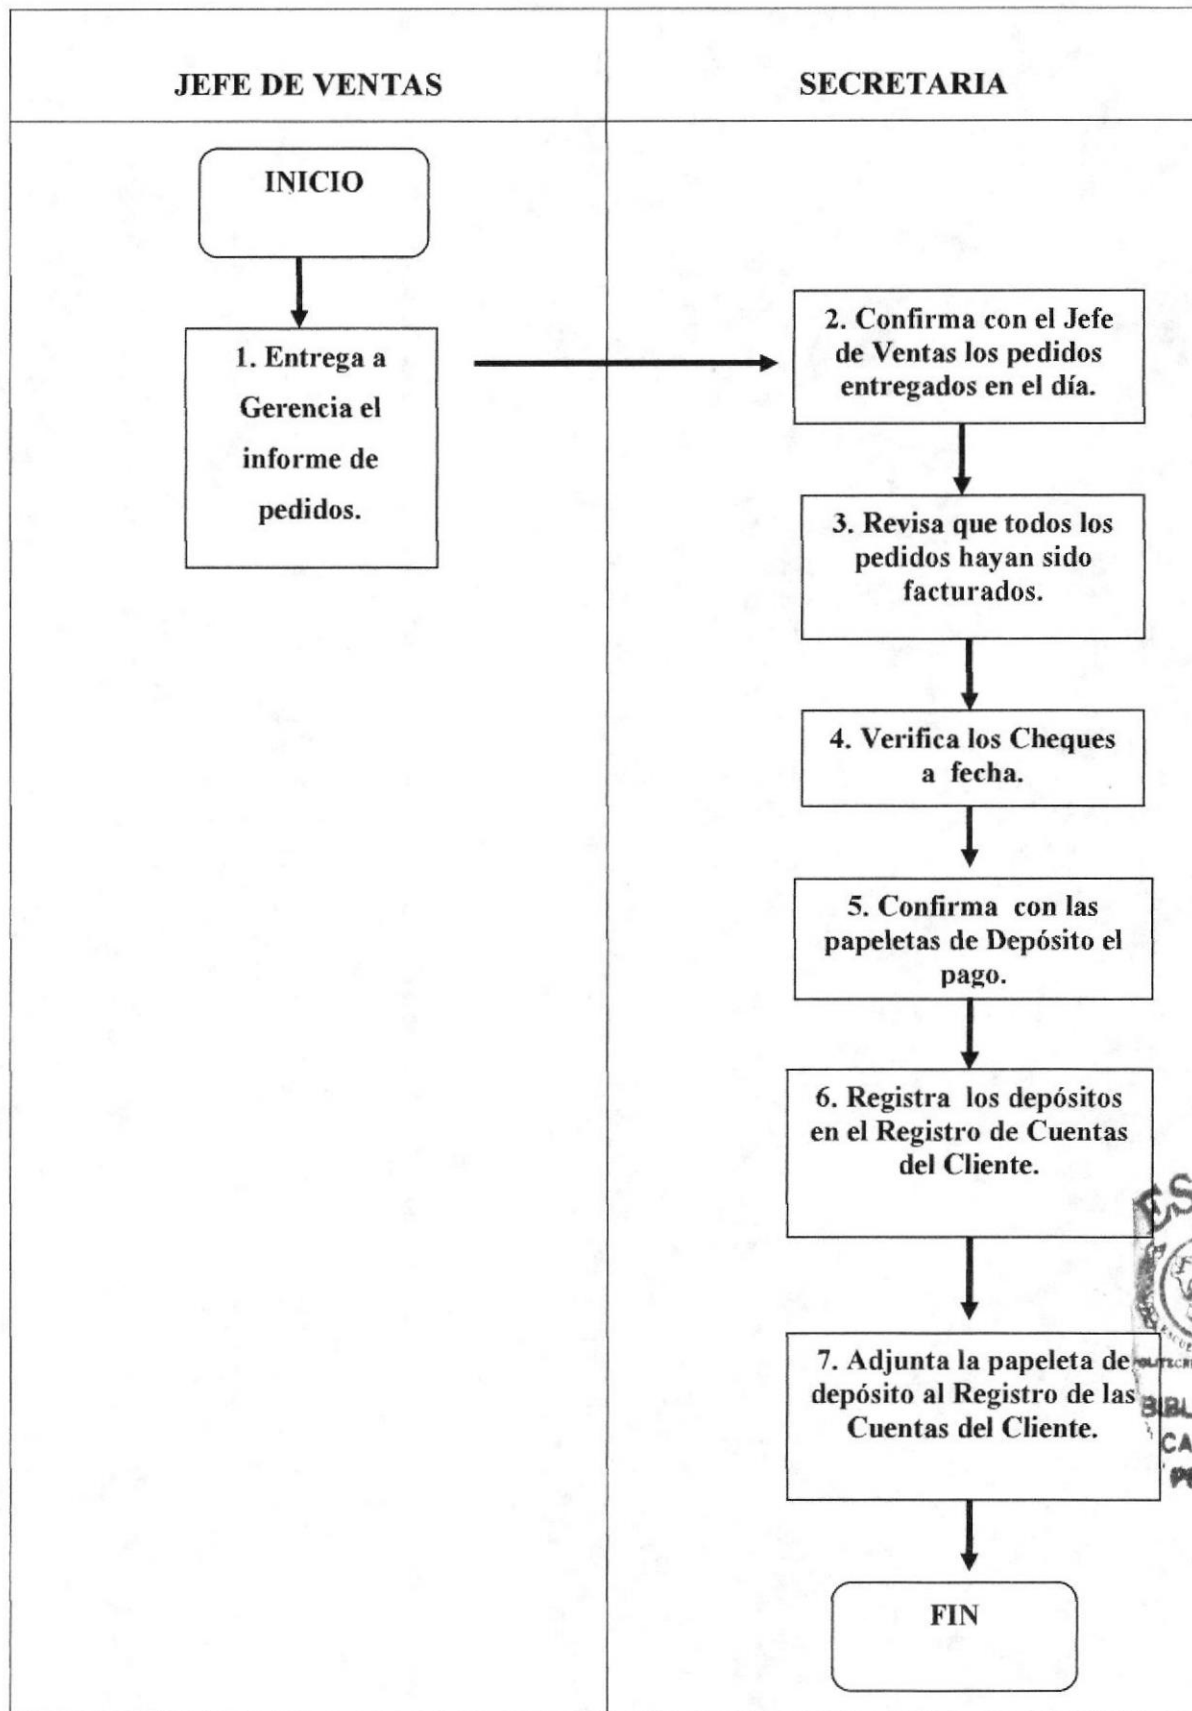 JEFE DE VENTAS
SECRETARIA
INICIO
1. Entrega a
Gerencia el
informe de
pedidos.
2. Confirma con el Jefe
de Ventas los pedidos
entregados en el día.
3. Revisa que todos los
pedidos hayan sido
facturados.
4. Verifica los Cheques
a fecha.
5. Confirma con las
papeletas de Depósito el
pago.
6. Registra los depósitos
en el Registro de Cuentas
del Cliente.
7. Adjunta la papeleta de
depósito al Registro de las
Cuentas del Cliente.
FIN